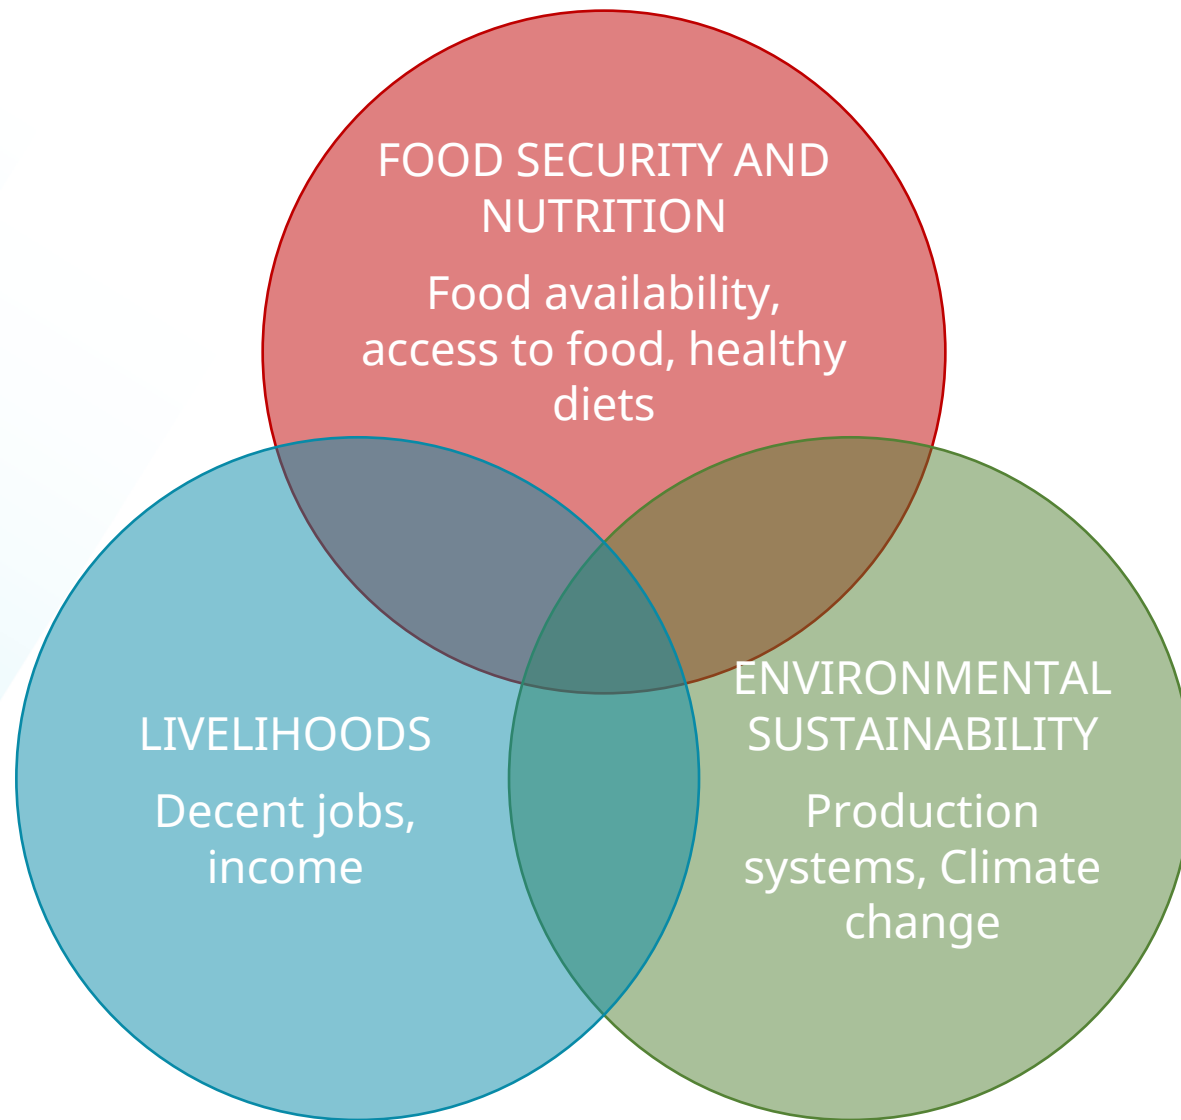 FOOD SECURITY AND
NUTRITION
Food availability,
access to food, healthy
diets
LIVELIHOODS
Decent jobs,
income
ENVIRONMENTAL
SUSTAINABILITY
Production
systems, Climate
change